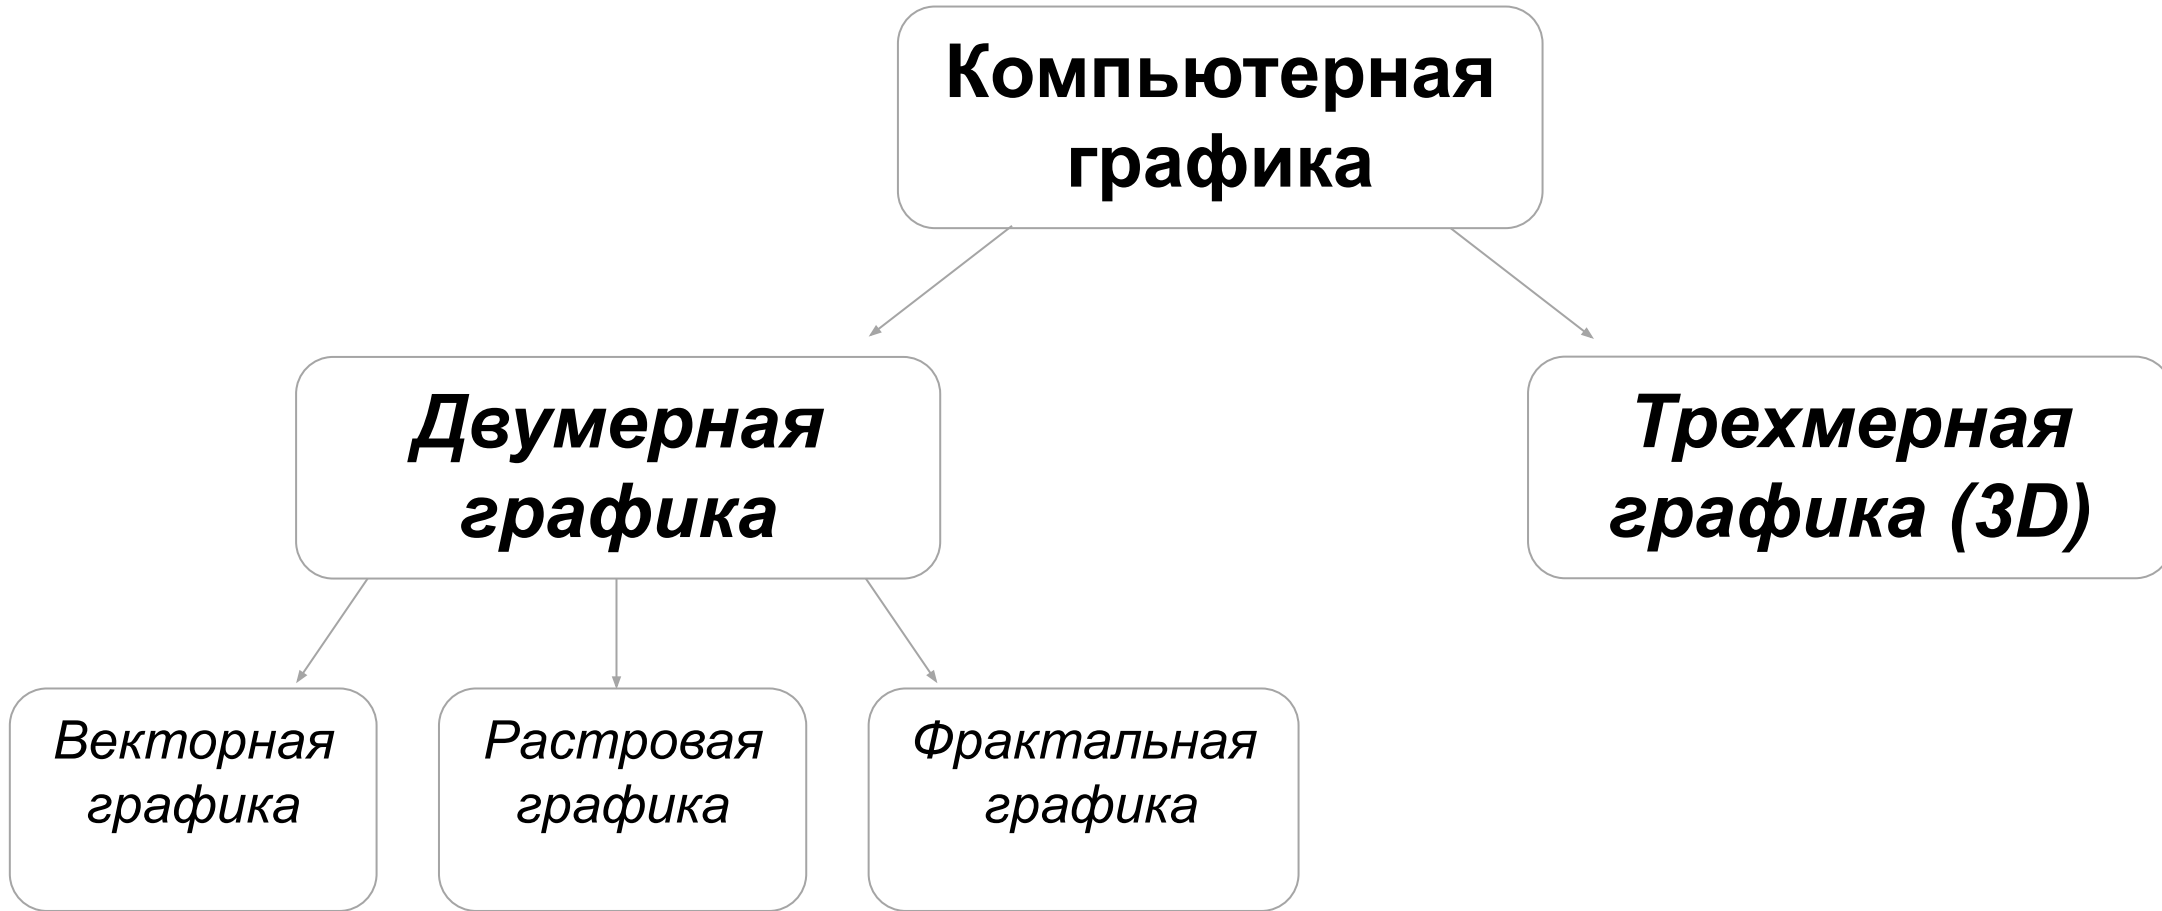 Компьютерная
графика
Двумерная
графика
Трехмерная
графика (3D)
Векторная
графика
Растровая
графика
Фрактальная
графика